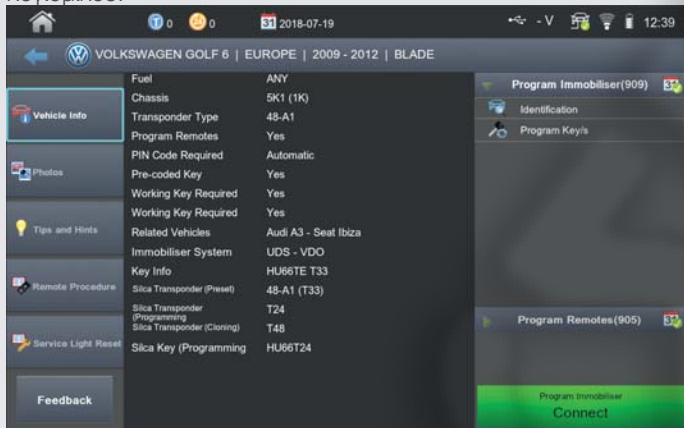 0
0
31 2018-07-19
- V
12:39
VOLKSWAGEN GOLF 6 | EUROPE | 2009 - 2012 | BLADE
Vehicle Info
Photos
Tips and Hints
Remote Procedure
Service Light Reset
Feedback
Fuel ANY
Chassis 5K1 (1K)
Transponder Type 48-A1
Program Remotes Yes
PIN Code Required Automatic
Pre-coded Key Yes
Working Key Required Yes
Working Key Required Yes
Related Vehicles Audi A3 - Seat Ibiza
Immobiliser System UDS - VDO
Key Info HU66TE T33
Silca Transponder (Preset) 48-A1 (T33)
Silca Transponder
(Programming T24
Silca Transponder (Cloning) T48
Silca Key (Programming HU66T24
Program Immobiliser(909) 31
Identification
Program Key/s
Program Remotes(905) 31
Program Immobiliser
Connect